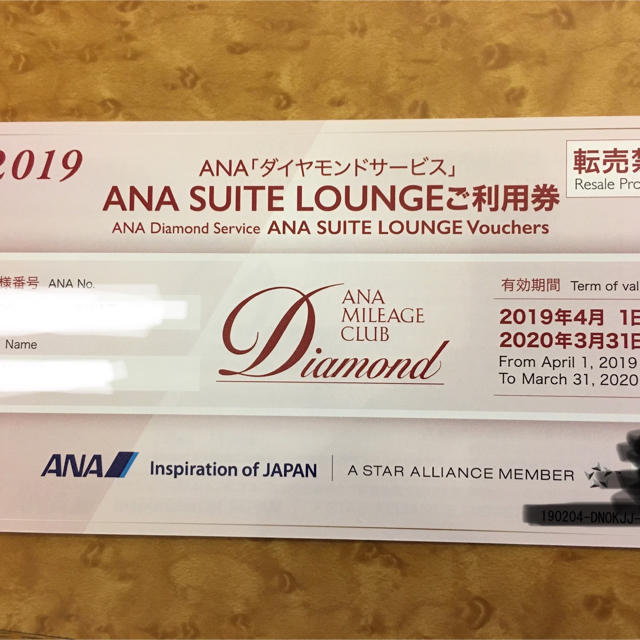 2019
ANA「ダイヤモンドサービス」
ANA SUITE LOUNGEご利用券
ANA Diamond Service ANA SUITE LOUNGE Vouchers
転売禁
Resale Pro
様番号 ANA No.
Name
ANA
MILEAGE
CLUB
Diamond
有効期間 Term of val
2019年4月 1日
2020年3月31日
From April 1, 2019
To March 31, 2020
ANA Inspiration of JAPAN A STAR ALLIANCE MEMBER
190204-DNOKJJ-